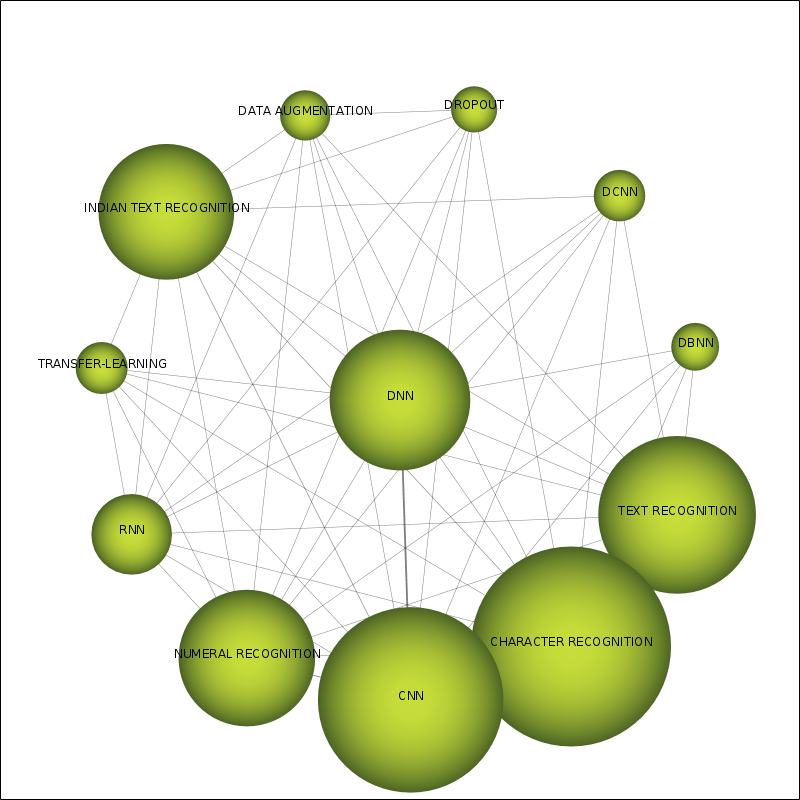 DROPOUT
DATA AUGMENTATION
DCNN
INDIAN TEXT RECOGNITION
DBNN
TRANSFER-LEARNING
DNN
TEXT RECOGNITION
RNN
CHARACTER RECOGNITION
NUMERAL RECOGNITION
CNN